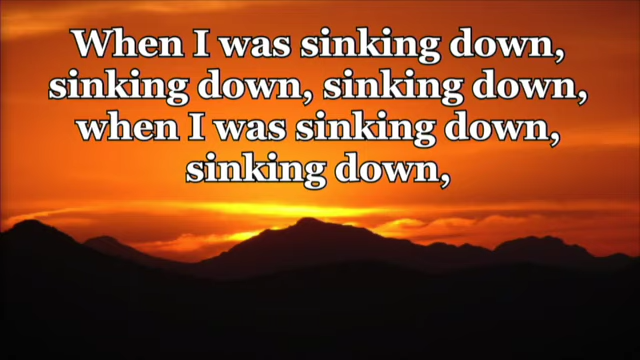 When I was sinking down,
sinking down, sinking down,
when I was sinking down,
sinking down,